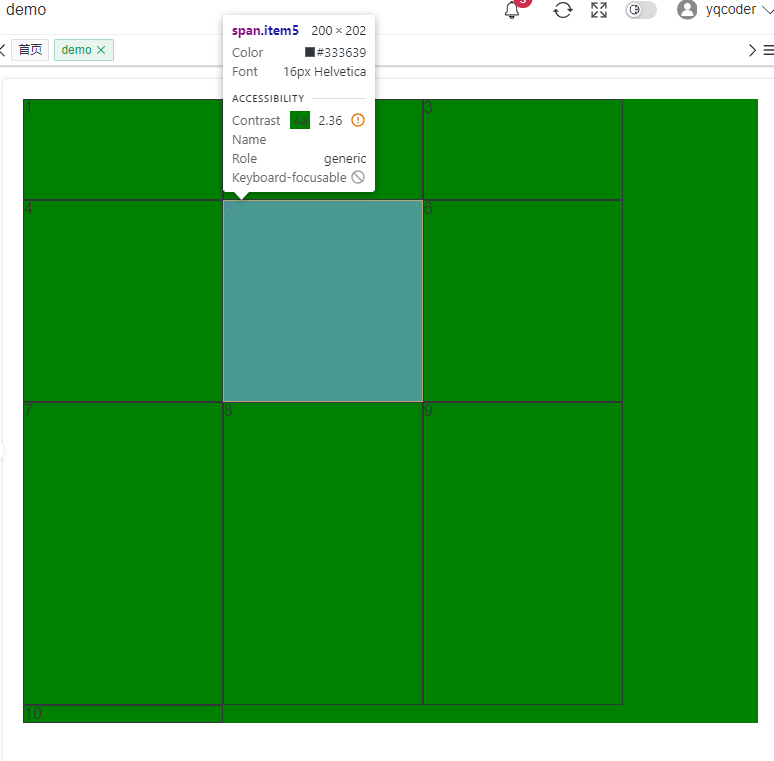 demo
yqcoder
首页
demo
span.item5 200 × 202
Color #333639
Font 16px Helvetica
ACCESSIBILITY
Contrast Aa 2.36
Name
Role generic
Keyboard-focusable
1
3
4
5
6
7
8
9
10